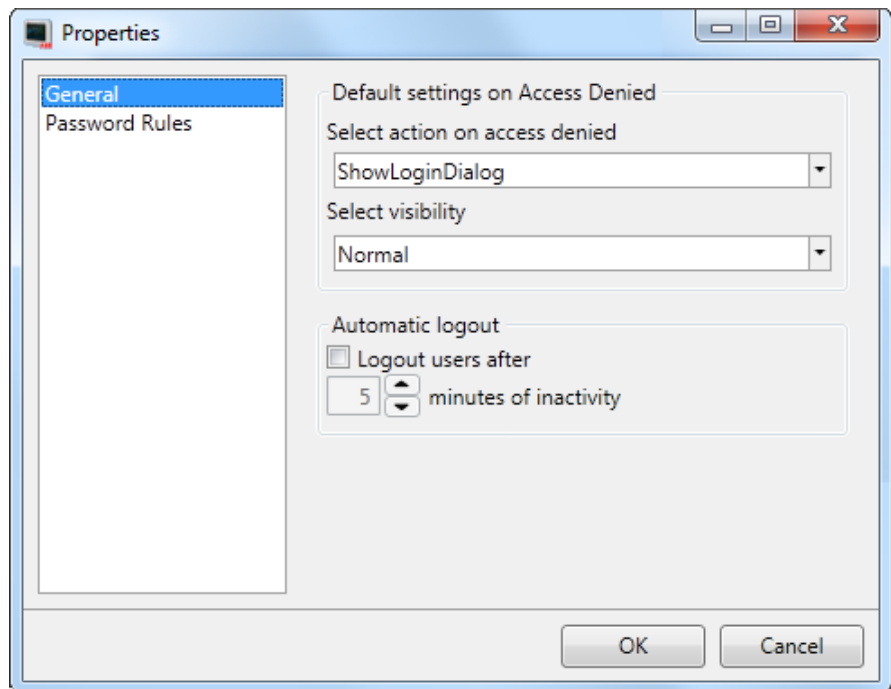 Properties
General
Password Rules
Default settings on Access Denied
Select action on access denied
ShowLoginDialog
Select visibility
Normal
Automatic logout
Logout users after
5 minutes of inactivity
OK Cancel